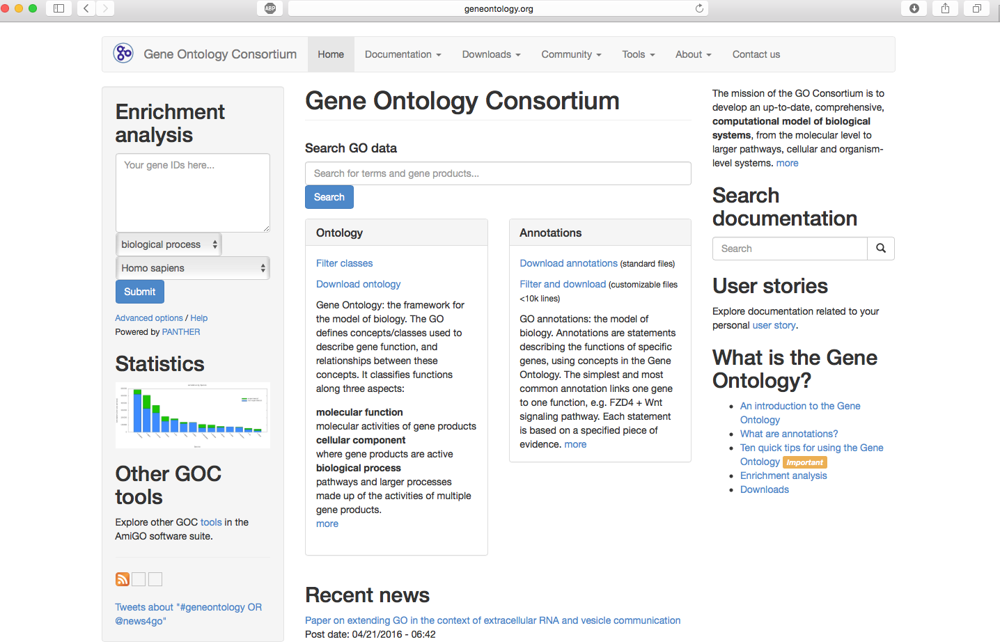 ABP
geneontology.org
Gene Ontology Consortium
Home
Documentation
Downloads
Community
Tools
About
Contact us
Enrichment
analysis
Your gene IDs here...
biological process
Homo sapiens
Submit
Advanced options / Help
Powered by PANTHER
Statistics
Other GOC
tools
Explore other GOC tools in the
AmiGO software suite.
Tweets about "#geneontology OR
@news4go"
Gene Ontology Consortium
Search GO data
Search for terms and gene products...
Search
Ontology
Filter classes
Download ontology
Gene Ontology: the framework for
the model of biology. The GO
defines concepts/classes used to
describe gene function, and
relationships between these
concepts. It classifies functions
along three aspects:
molecular function
molecular activities of gene products
cellular component
where gene products are active
biological process
pathways and larger processes
made up of the activities of multiple
gene products.
more
Annotations
Download annotations (standard files)
Filter and download (customizable files
<10k lines)
GO annotations: the model of
biology. Annotations are statements
describing the functions of specific
genes, using concepts in the Gene
Ontology. The simplest and most
common annotation links one gene
to one function, e.g. FZD4 + Wnt
signaling pathway. Each statement
is based on a specified piece of
evidence. more
Recent news
Paper on extending GO in the context of extracellular RNA and vesicle communication
Post date: 04/21/2016 - 06:42
The mission of the GO Consortium is to
develop an up-to-date, comprehensive,
computational model of biological
systems, from the molecular level to
larger pathways, cellular and organism-
level systems. more
Search
documentation
Search
User stories
Explore documentation related to your
personal user story.
What is the Gene
Ontology?
An introduction to the Gene
Ontology
What are annotations?
Ten quick tips for using the Gene
Ontology Important
Enrichment analysis
Downloads